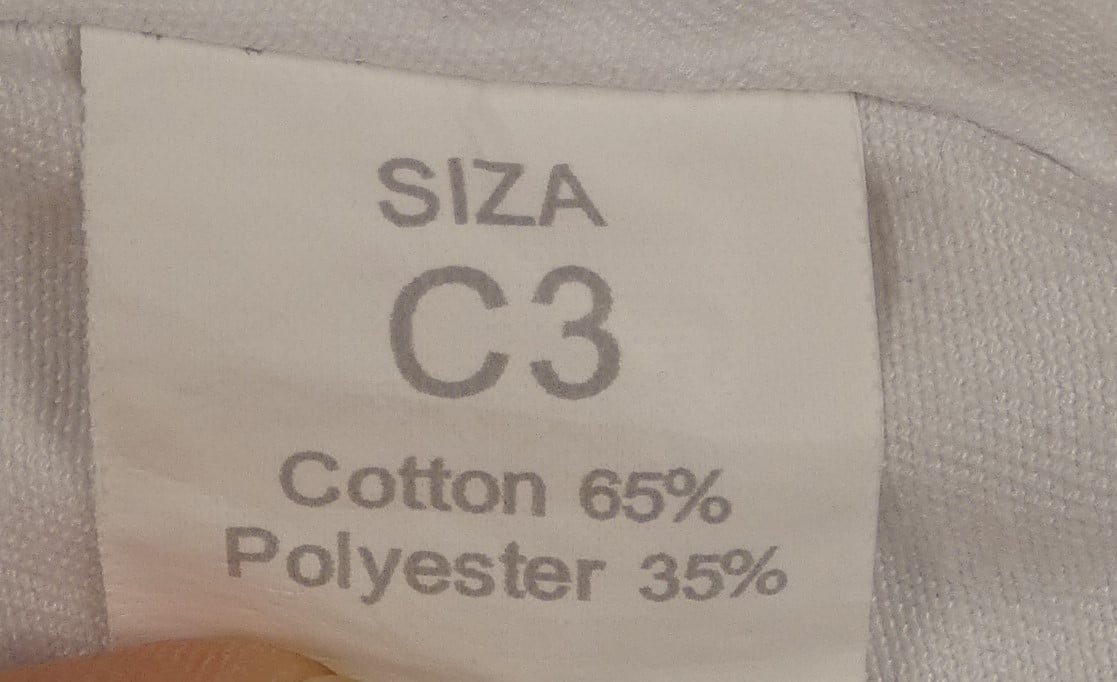 SIZA
C3
Cotton 65%
Polyester 35%